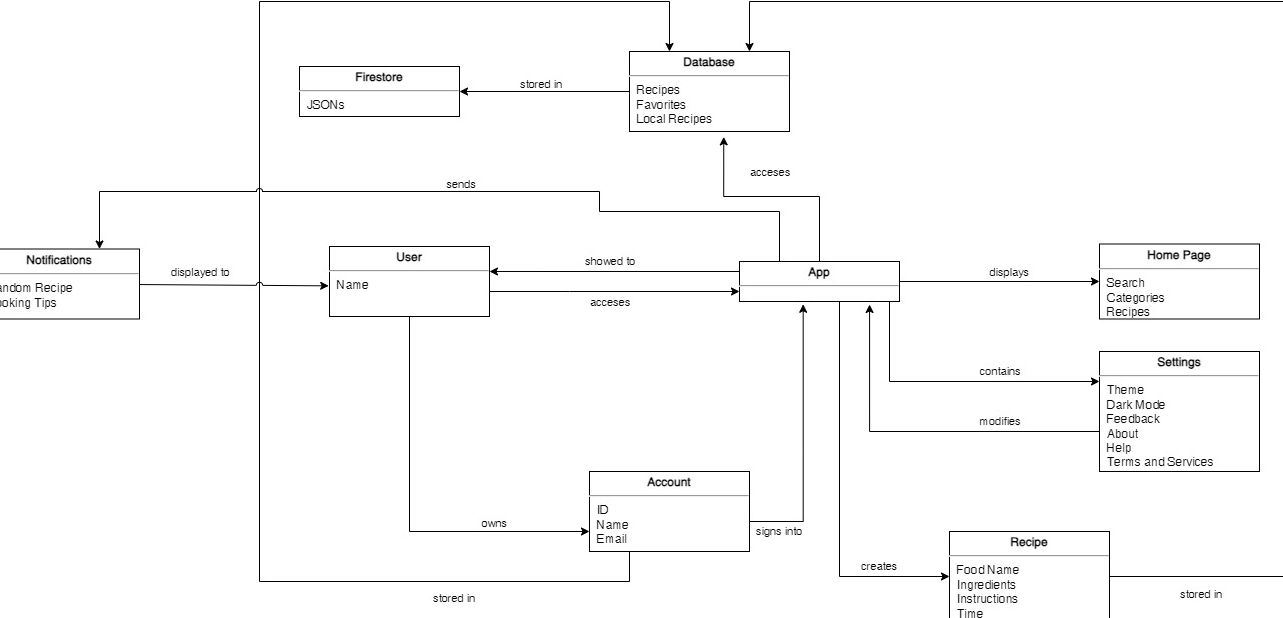 Database
Recipes
Favorites
Local Recipes
Firestore
JSONs
stored in
acceses
sends
Notifications
andom Recipe
ooking Tips
displayed to
User
Name
showed to
acceses
App
displays
Home Page
Search
Categories
Recipes
contains
modifies
Settings
Theme
Dark Mode
Feedback
About
Help
Terms and Services
owns
Account
ID
Name
Email
signs into
stored in
creates
Recipe
Food Name
Ingredients
Instructions
Time
stored in